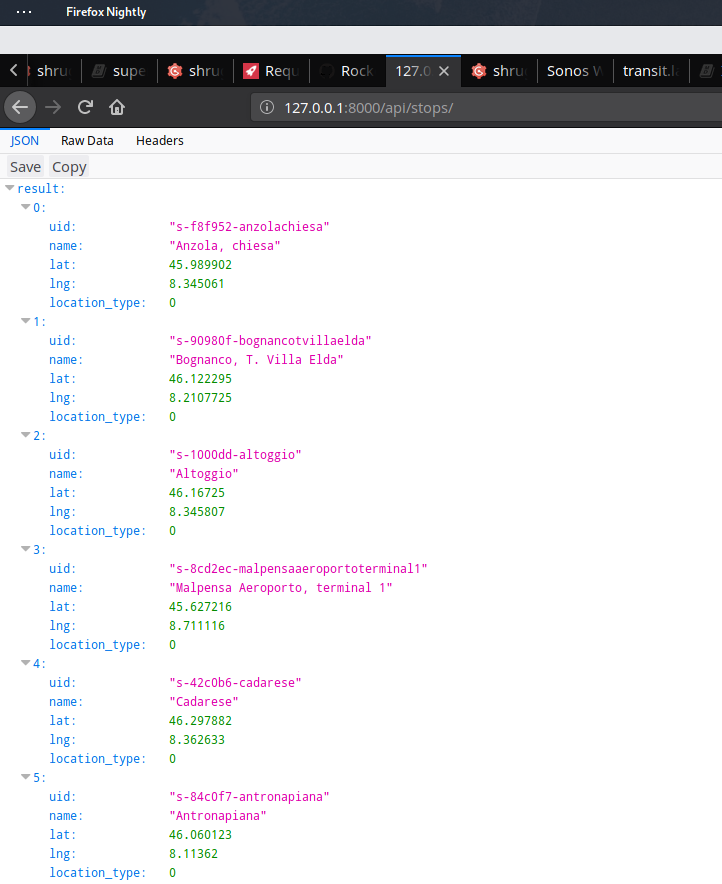 Firefox Nightly
shru
supe
shru
Requ
Rock
127.0
shru
Sonos W
transit.la
127.0.0.1:8000/api/stops/
JSON Raw Data Headers
Save Copy
result:
0:
uid: "s-f8f952-anzolachiesa"
name: "Anzola, chiesa"
lat: 45.989902
lng: 8.345061
location_type: 0
1:
uid: "s-90980f-bognancotvillaelda"
name: "Bognanco, T. Villa Elda"
lat: 46.122295
lng: 8.2107725
location_type: 0
2:
uid: "s-1000dd-altoggio"
name: "Altoggio"
lat: 46.16725
lng: 8.345807
location_type: 0
3:
uid: "s-8cd2ec-malpensaaeroportoterminal1"
name: "Malpensa Aeroporto, terminal 1"
lat: 45.627216
lng: 8.711116
location_type: 0
4:
uid: "s-42c0b6-cadarese"
name: "Cadarese"
lat: 46.297882
lng: 8.362633
location_type: 0
5:
uid: "s-84c0f7-antronapiana"
name: "Antronapiana"
lat: 46.060123
lng: 8.11362
location_type: 0